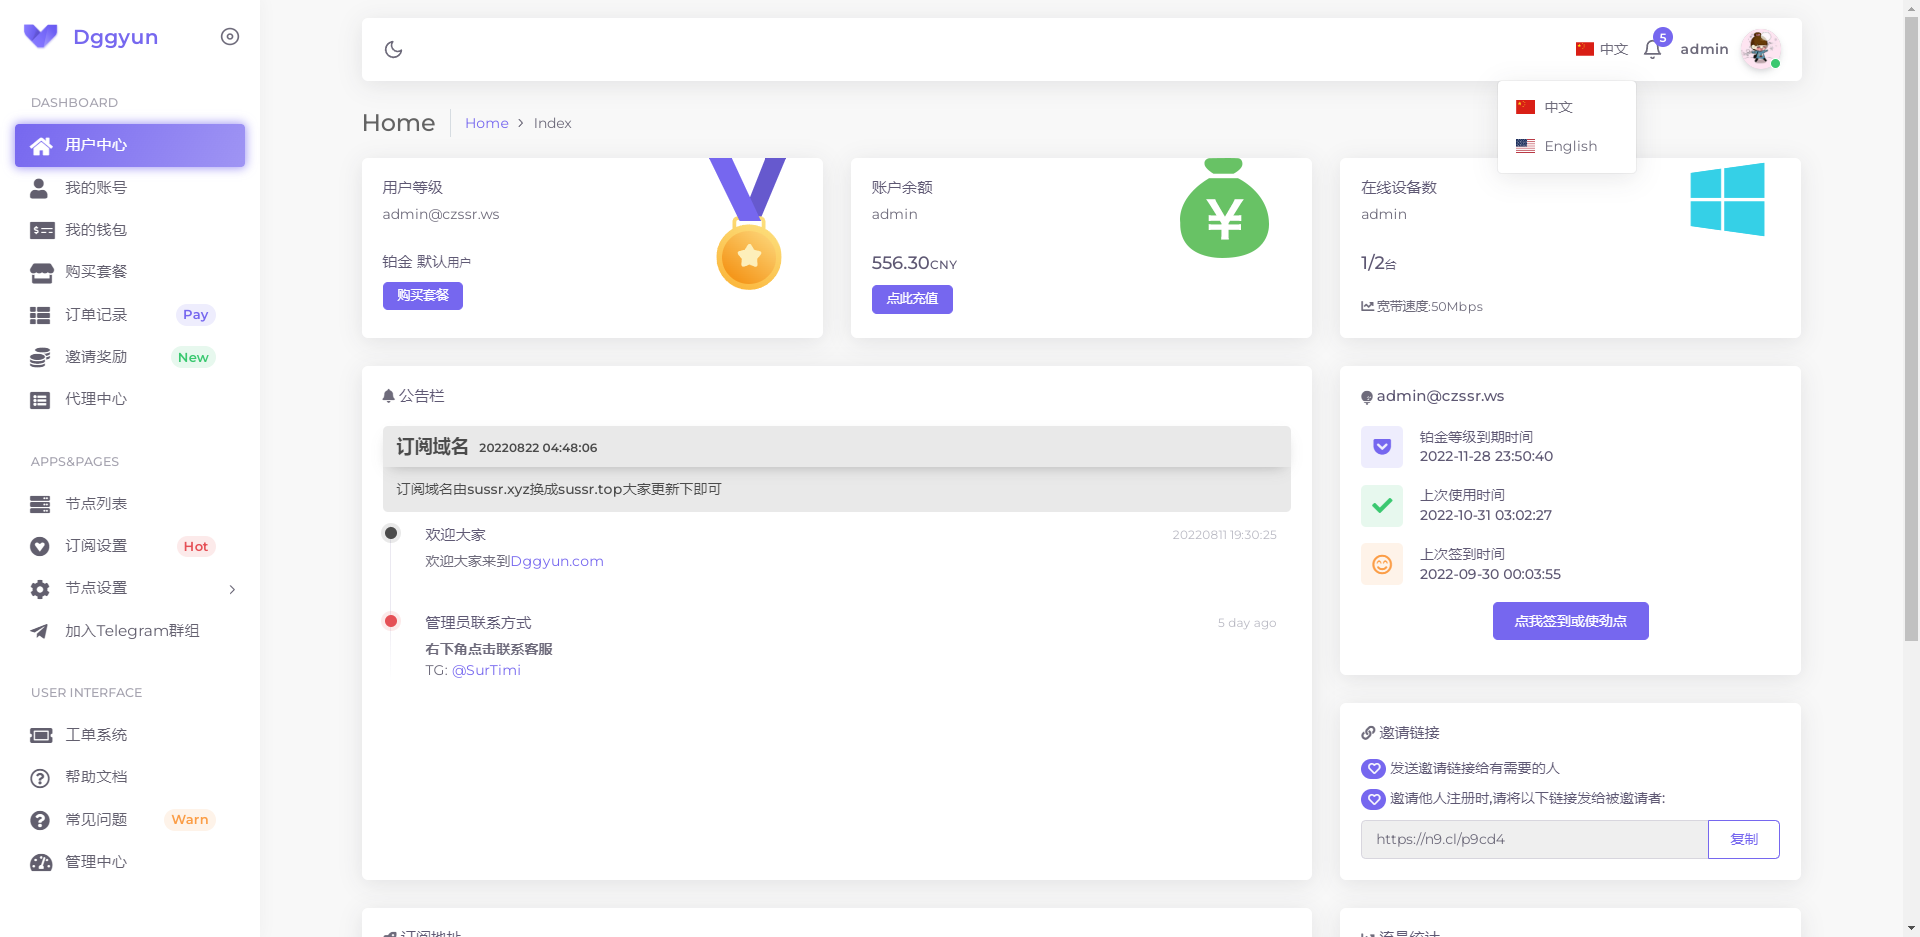 Dggyun
DASHBOARD
用户中心
我的账号
我的钱包
购买套餐
订单记录 Pay
邀请奖励 New
代理中心
APPS&PAGES
节点列表
订阅设置 Hot
节点设置
加入Telegram群组
USER INTERFACE
工单系统
帮助文档
常见问题 Warn
管理中心
中文 5 admin
中文
English
Home Home > Index
用户等级
admin@czssr.ws
铂金 默认用户
购买套餐
账户余额
admin
556.30CNY
点此充值
在线设备数
admin
1/2台
宽带速度:50Mbps
公告栏
订阅域名 20220822 04:48:06
订阅域名由sussr.xyz换成sussr.top大家更新下即可
欢迎大家 20220811 19:30:25
欢迎大家来到Dggyun.com
管理员联系方式 5 day ago
右下角点击联系客服
TG: @SurTimi
admin@czssr.ws
铂金等级到期时间
2022-11-28 23:50:40
上次使用时间
2022-10-31 03:02:27
上次签到时间
2022-09-30 00:03:55
点我签到或使劲点
邀请链接
发送邀请链接给有需要的人
邀请他人注册时,请将以下链接发给被邀请者:
https://n9.cl/p9cd4 复制
订阅地址
流量统计